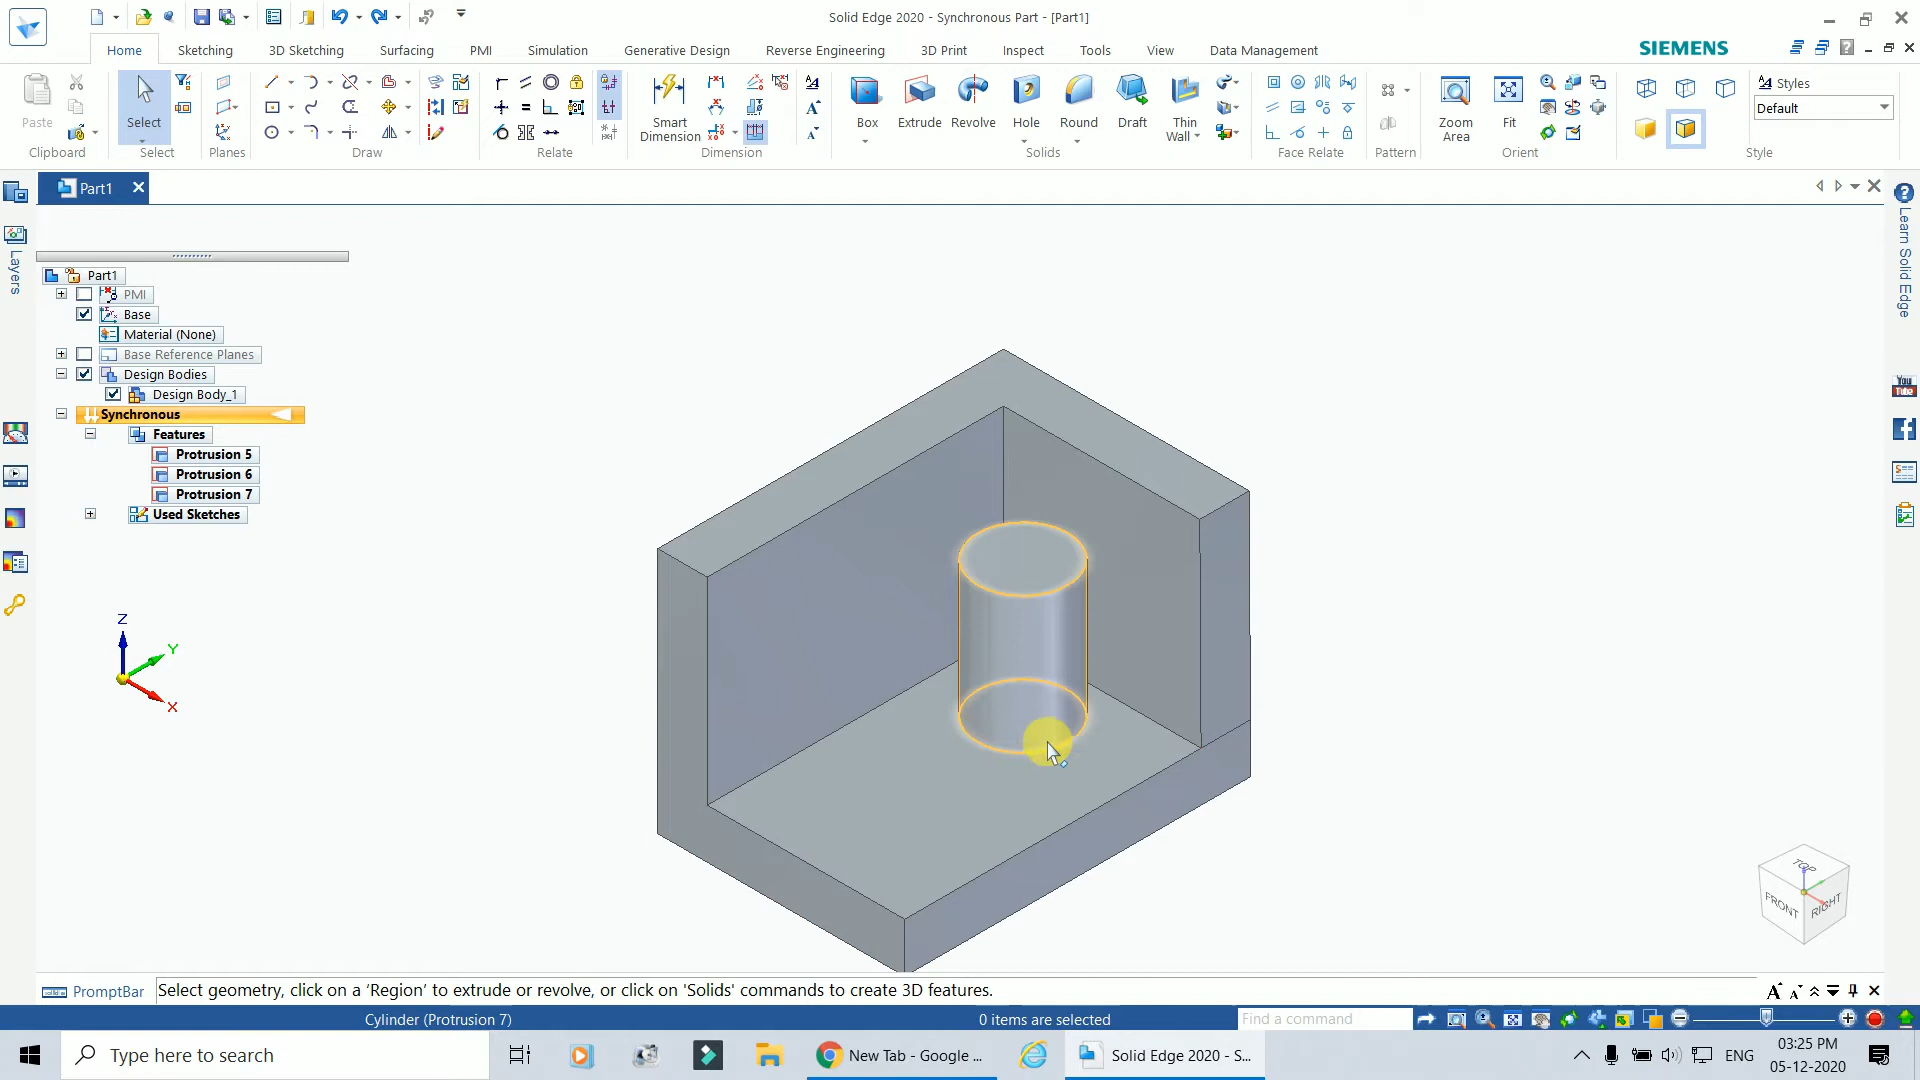 Solid Edge 2020 - Synchronous Part - [Part1]
Home Sketching 3D Sketching Surfacing PMI Simulation Generative Design Reverse Engineering 3D Print Inspect Tools View Data Management
SIEMENS
Paste
Clipboard
Select
Select
Planes
Draw
Relate
Smart Dimension
Dimension
Box Extrude Revolve Hole Round Draft Thin Wall
Solids
Face Relate
Pattern
Zoom Area
Fit
Orient
Styles
Default
Style
Part1
Layers
Learn Solid Edge
You Tube
Part1
PMI
Base
Material (None)
Base Reference Planes
Design Bodies
Design Body_1
Synchronous
Features
Protrusion 5
Protrusion 6
Protrusion 7
Used Sketches
Z
Y
X
TOP
FRONT
RIGHT
PromptBar
Select geometry, click on a ‘Region’ to extrude or revolve, or click on 'Solids' commands to create 3D features.
Cylinder (Protrusion 7) 0 items are selected Find a command
Type here to search
New Tab - Google ...
Solid Edge 2020 - S...
ENG
03:25 PM
05-12-2020